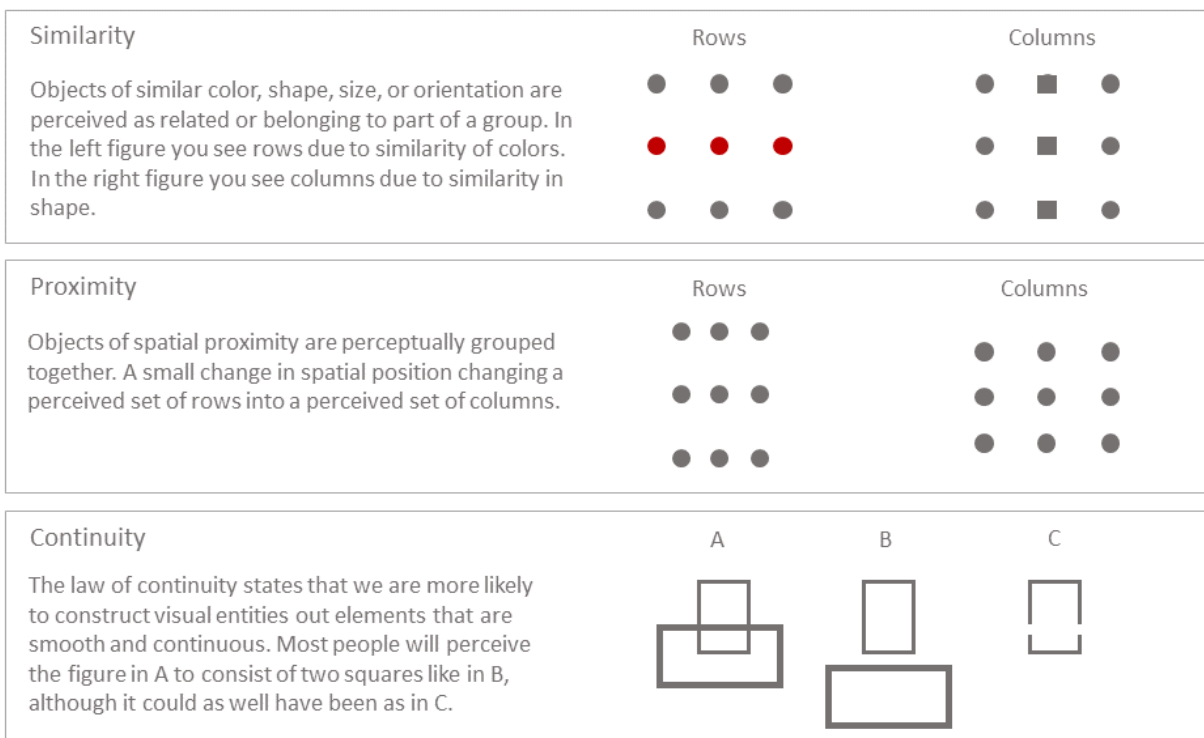 Similarity
Rows
Columns
Objects of similar color, shape, size, or orientation are
perceived as related or belonging to part of a group. In
the left figure you see rows due to similarity of colors.
In the right figure you see columns due to similarity in
shape.
Proximity
Rows
Columns
Objects of spatial proximity are perceptually grouped
together. A small change in spatial position changing a
perceived set of rows into a perceived set of columns.
Continuity
A
B
C
The law of continuity states that we are more likely
to construct visual entities out elements that are
smooth and continuous. Most people will perceive
the figure in A to consist of two squares like in B,
although it could as well have been as in C.